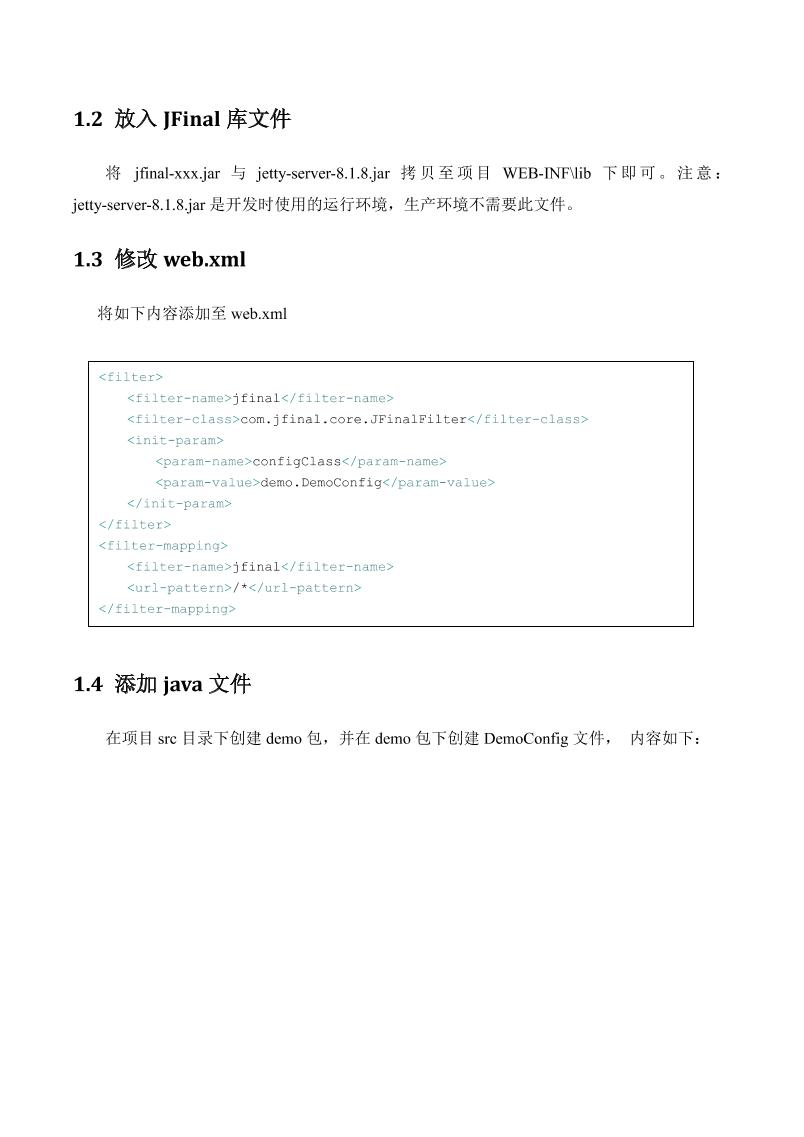 1.2 放入 JFinal 库文件
将 jfinal-xxx.jar 与 jetty-server-8.1.8.jar 拷贝至项目 WEB-INF\lib 下即可。注意：
jetty-server-8.1.8.jar 是开发时使用的运行环境，生产环境不需要此文件。
1.3 修改 web.xml
将如下内容添加至 web.xml
<filter>
    <filter-name>jfinal</filter-name>
    <filter-class>com.jfinal.core.JFinalFilter</filter-class>
    <init-param>
        <param-name>configClass</param-name>
        <param-value>demo.DemoConfig</param-value>
    </init-param>
</filter>
<filter-mapping>
    <filter-name>jfinal</filter-name>
    <url-pattern>/*</url-pattern>
</filter-mapping>
1.4 添加 java 文件
在项目 src 目录下创建 demo 包，并在 demo 包下创建 DemoConfig 文件， 内容如下：